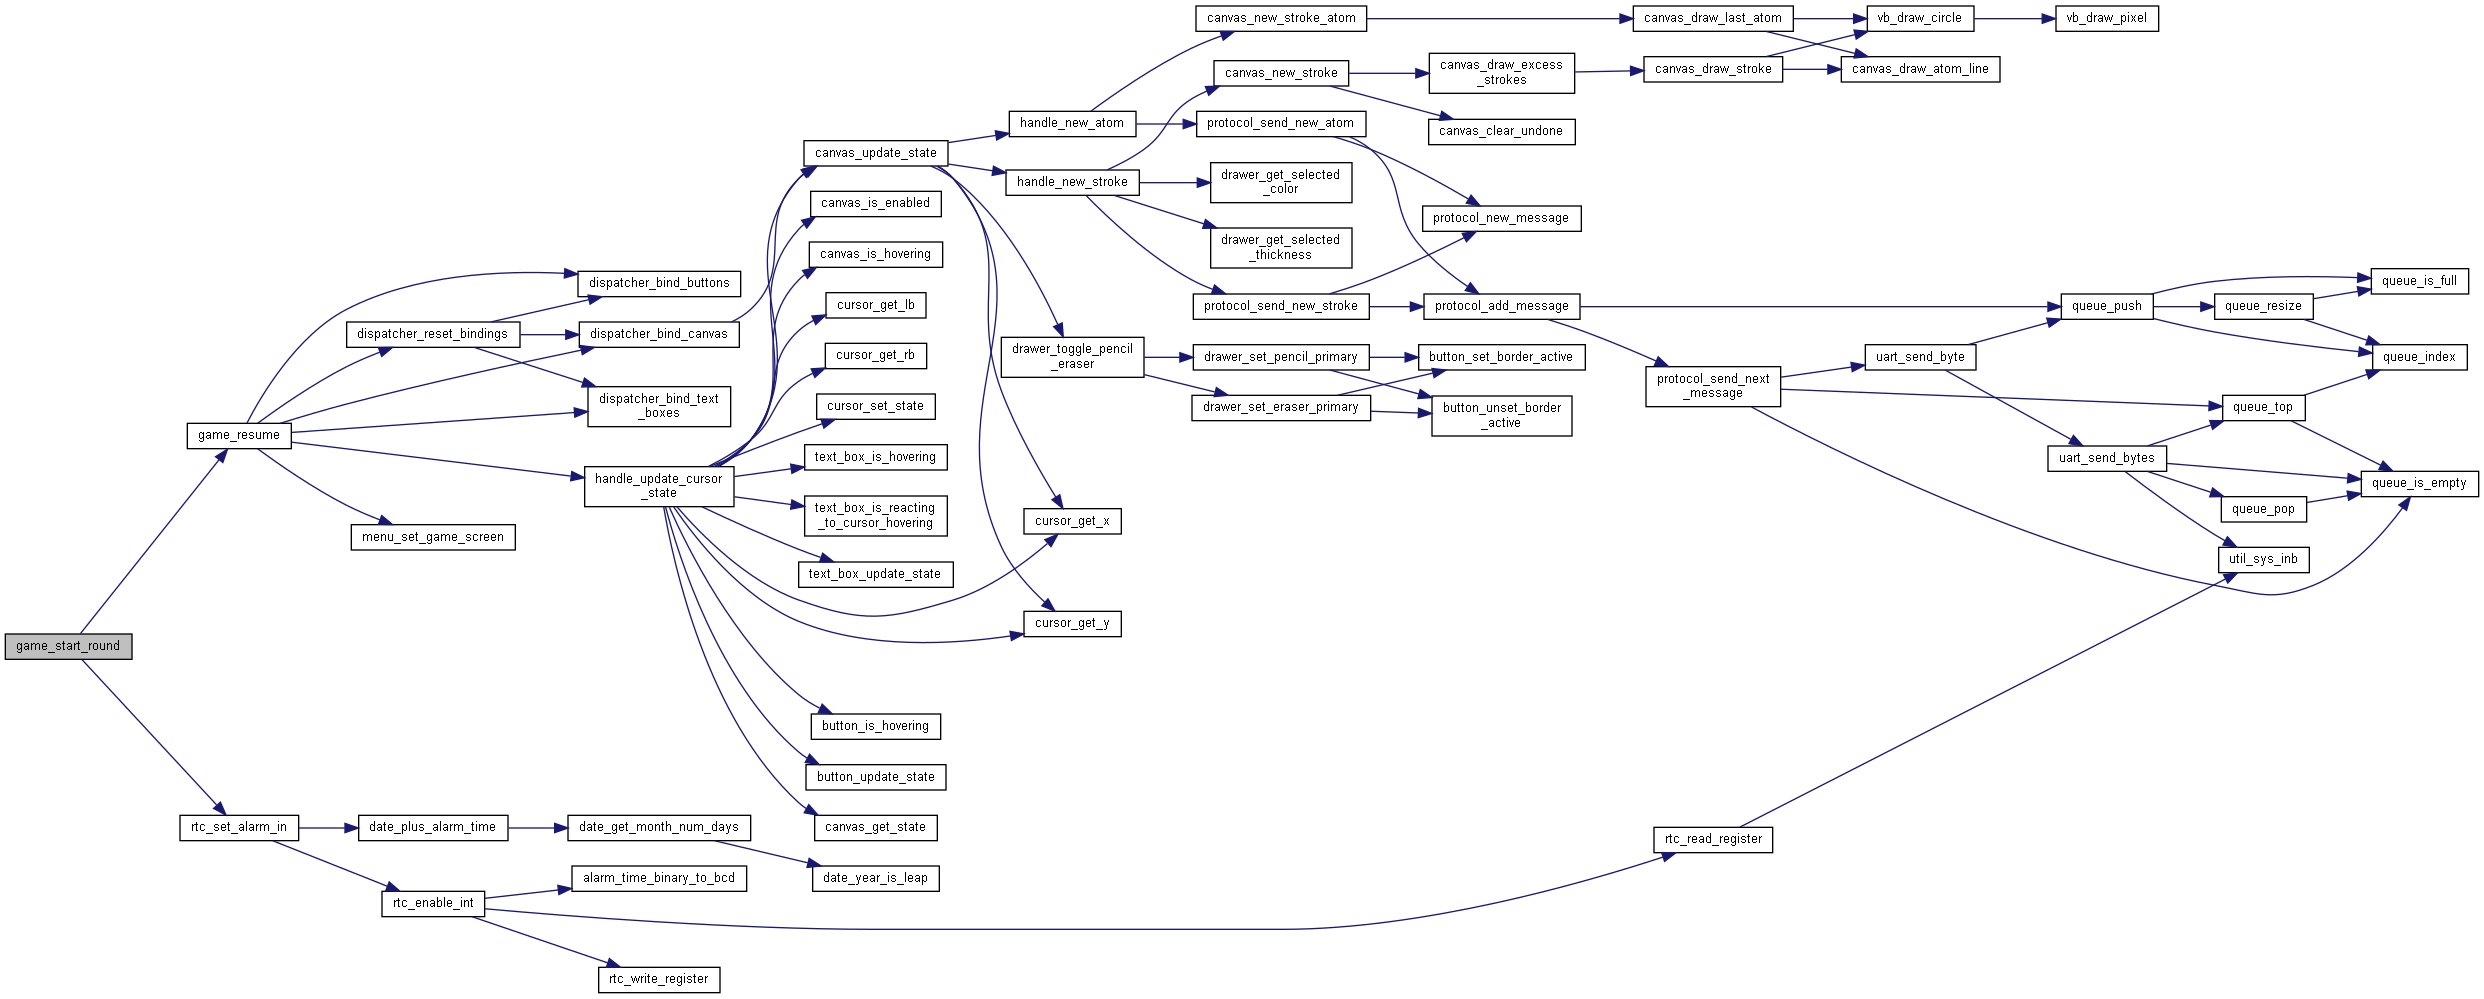 game_start_round
game_resume
dispatcher_bind_buttons
dispatcher_reset_bindings
dispatcher_bind_canvas
dispatcher_bind_text
_boxes
handle_update_cursor
_state
menu_set_game_screen
canvas_update_state
canvas_is_enabled
canvas_is_hovering
cursor_get_lb
cursor_get_rb
cursor_set_state
text_box_is_hovering
text_box_is_reacting
_to_cursor_hovering
text_box_update_state
button_is_hovering
button_update_state
canvas_get_state
handle_new_atom
handle_new_stroke
drawer_toggle_pencil
_eraser
cursor_get_x
cursor_get_y
canvas_new_stroke_atom
canvas_new_stroke
protocol_send_new_atom
drawer_get_selected
_color
drawer_get_selected
_thickness
protocol_send_new_stroke
drawer_set_pencil_primary
drawer_set_eraser_primary
canvas_draw_excess
_strokes
canvas_clear_undone
protocol_new_message
protocol_add_message
button_set_border_active
button_unset_border
_active
canvas_draw_last_atom
canvas_draw_stroke
protocol_send_next
_message
vb_draw_circle
canvas_draw_atom_line
vb_draw_pixel
uart_send_byte
uart_send_bytes
queue_push
queue_resize
queue_is_full
queue_index
queue_top
queue_is_empty
queue_pop
util_sys_inb
rtc_read_register
rtc_set_alarm_in
date_plus_alarm_time
date_get_month_num_days
date_year_is_leap
rtc_enable_int
alarm_time_binary_to_bcd
rtc_write_register